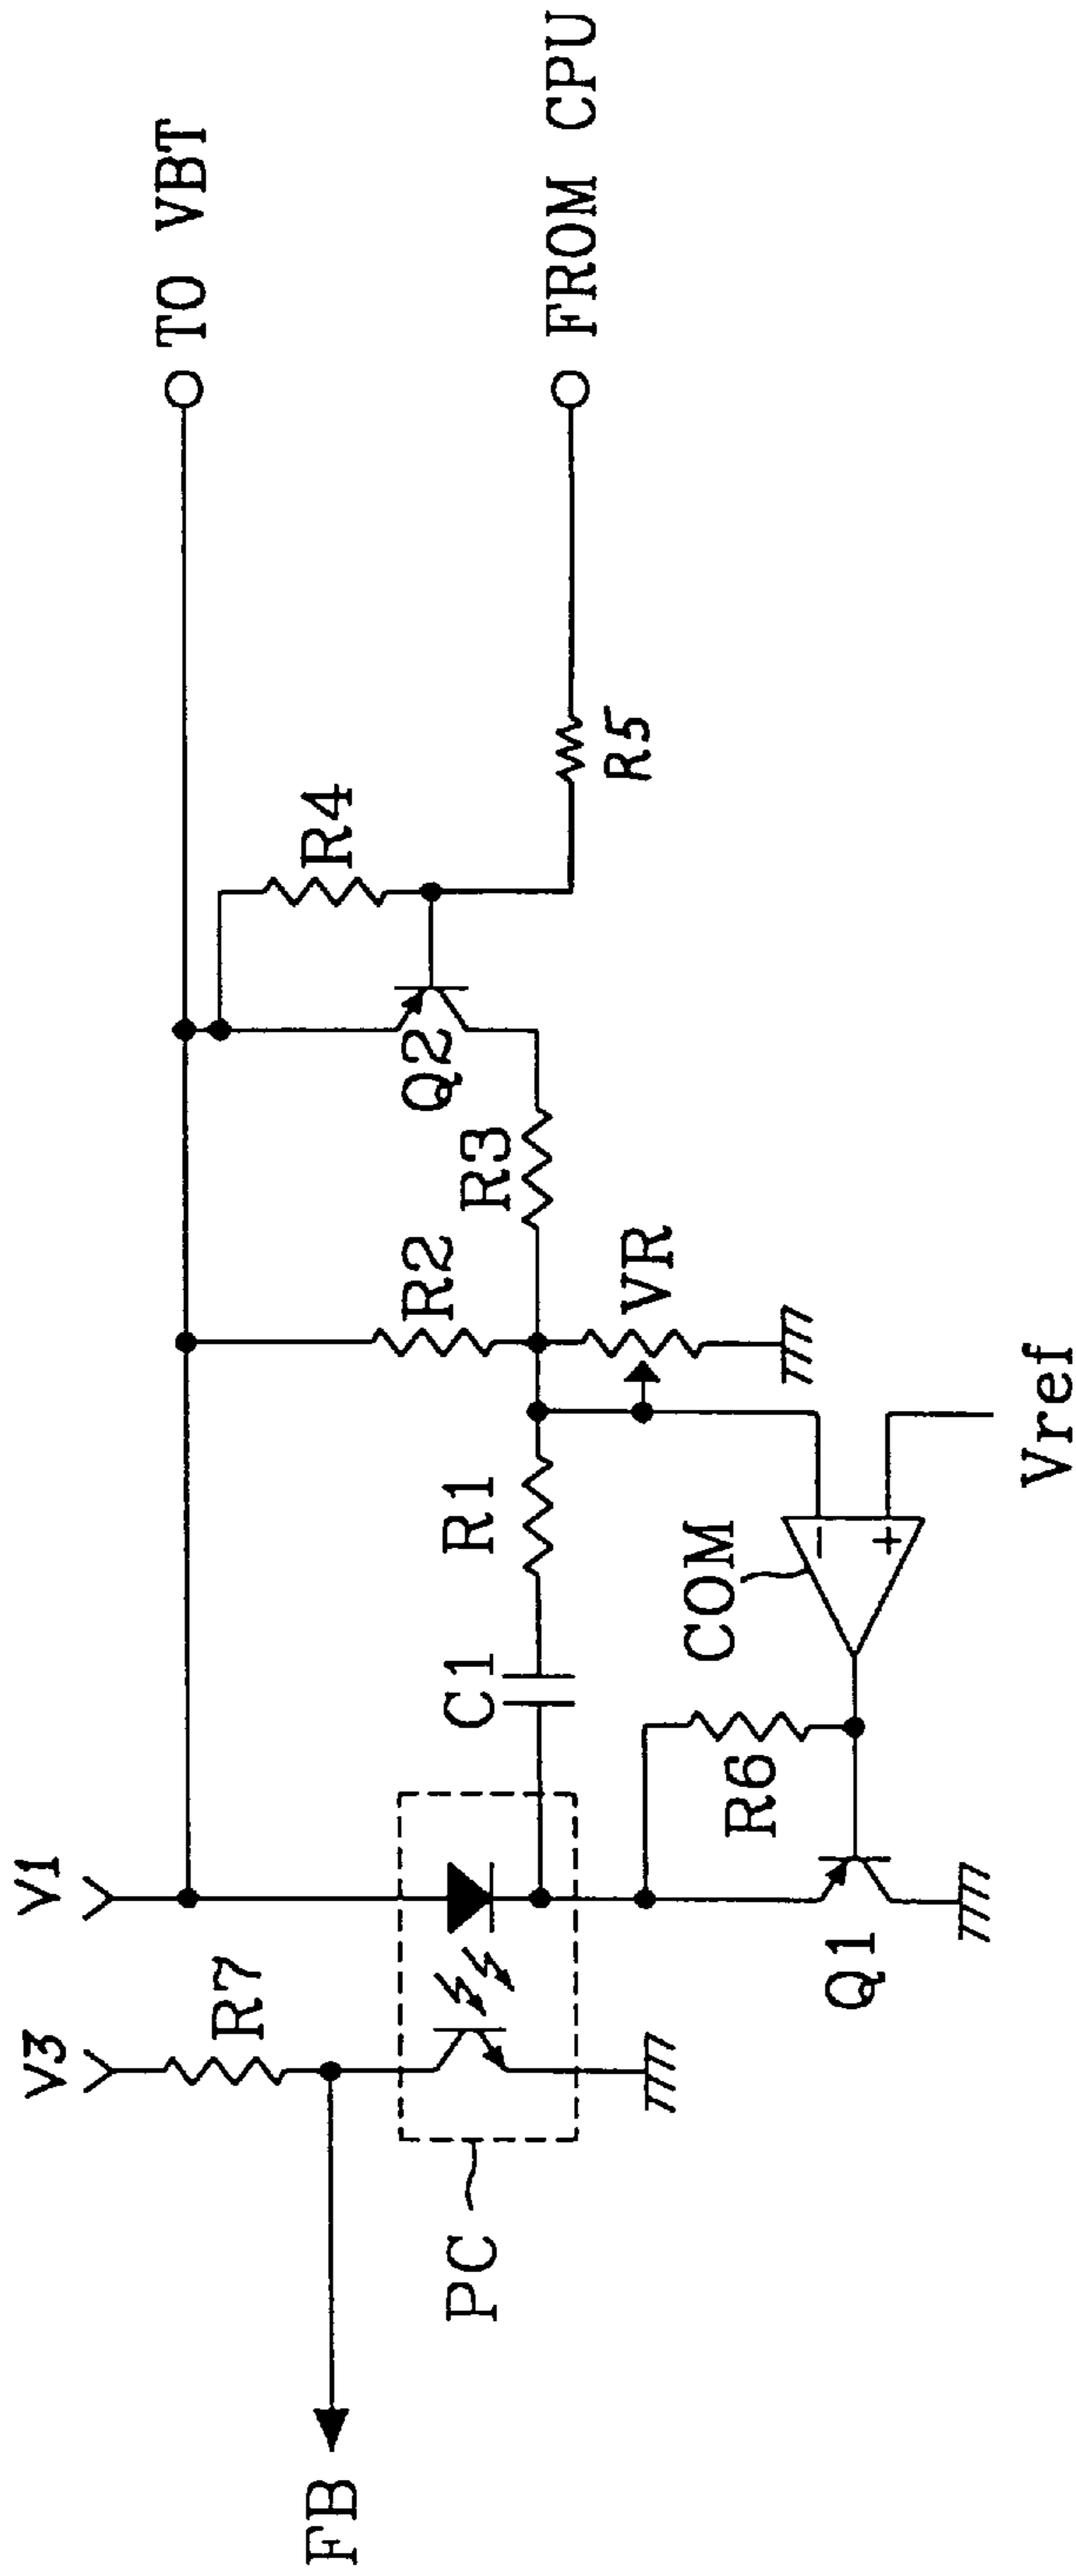 V1
V3
TO VBT
R7
FB
R4
R2
Q2
FROM CPU
PC
C1
R1
R3
R5
VR
R6
COM
−
+
Q1
Vref